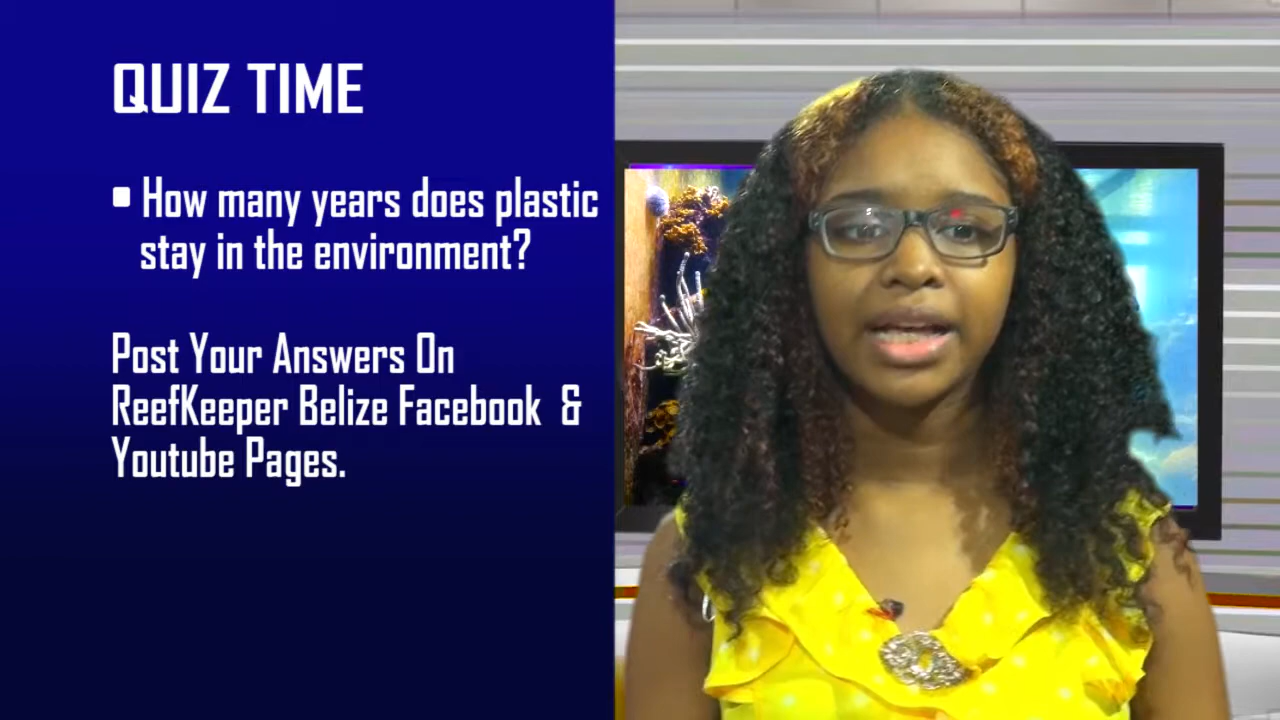 QUIZ TIME
▪ How many years does plastic
stay in the environment?
Post Your Answers On
ReefKeeper Belize Facebook &
Youtube Pages.